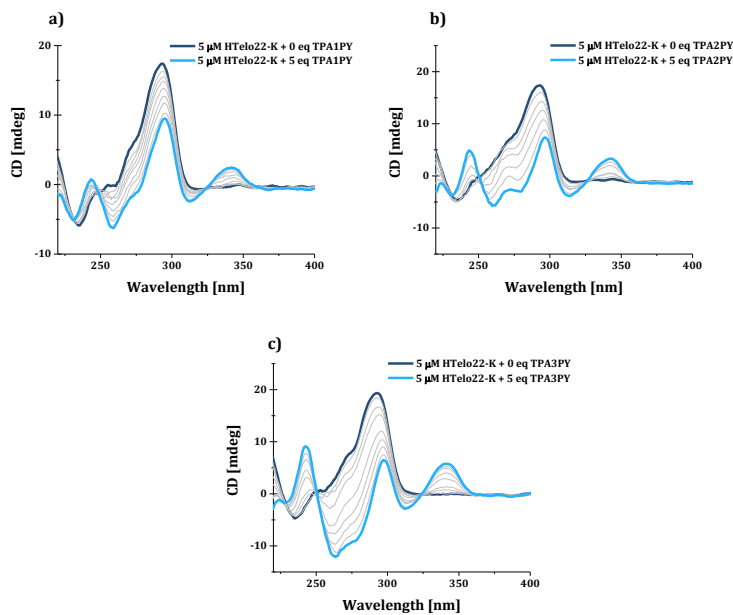 a)
5 μM HTelo22-K + 0 eq TPA1PY
5 μM HTelo22-K + 5 eq TPA1PY
20
10
0
-10
CD [mdeg]
250
300
350
400
Wavelength [nm]
b)
5 μM HTelo22-K + 0 eq TPA2PY
5 μM HTelo22-K + 5 eq TPA2PY
20
10
0
-10
CD [mdeg]
250
300
350
400
Wavelength [nm]
c)
5 μM HTelo22-K + 0 eq TPA3PY
5 μM HTelo22-K + 5 eq TPA3PY
20
10
0
-10
CD [mdeg]
250
300
350
400
Wavelength [nm]